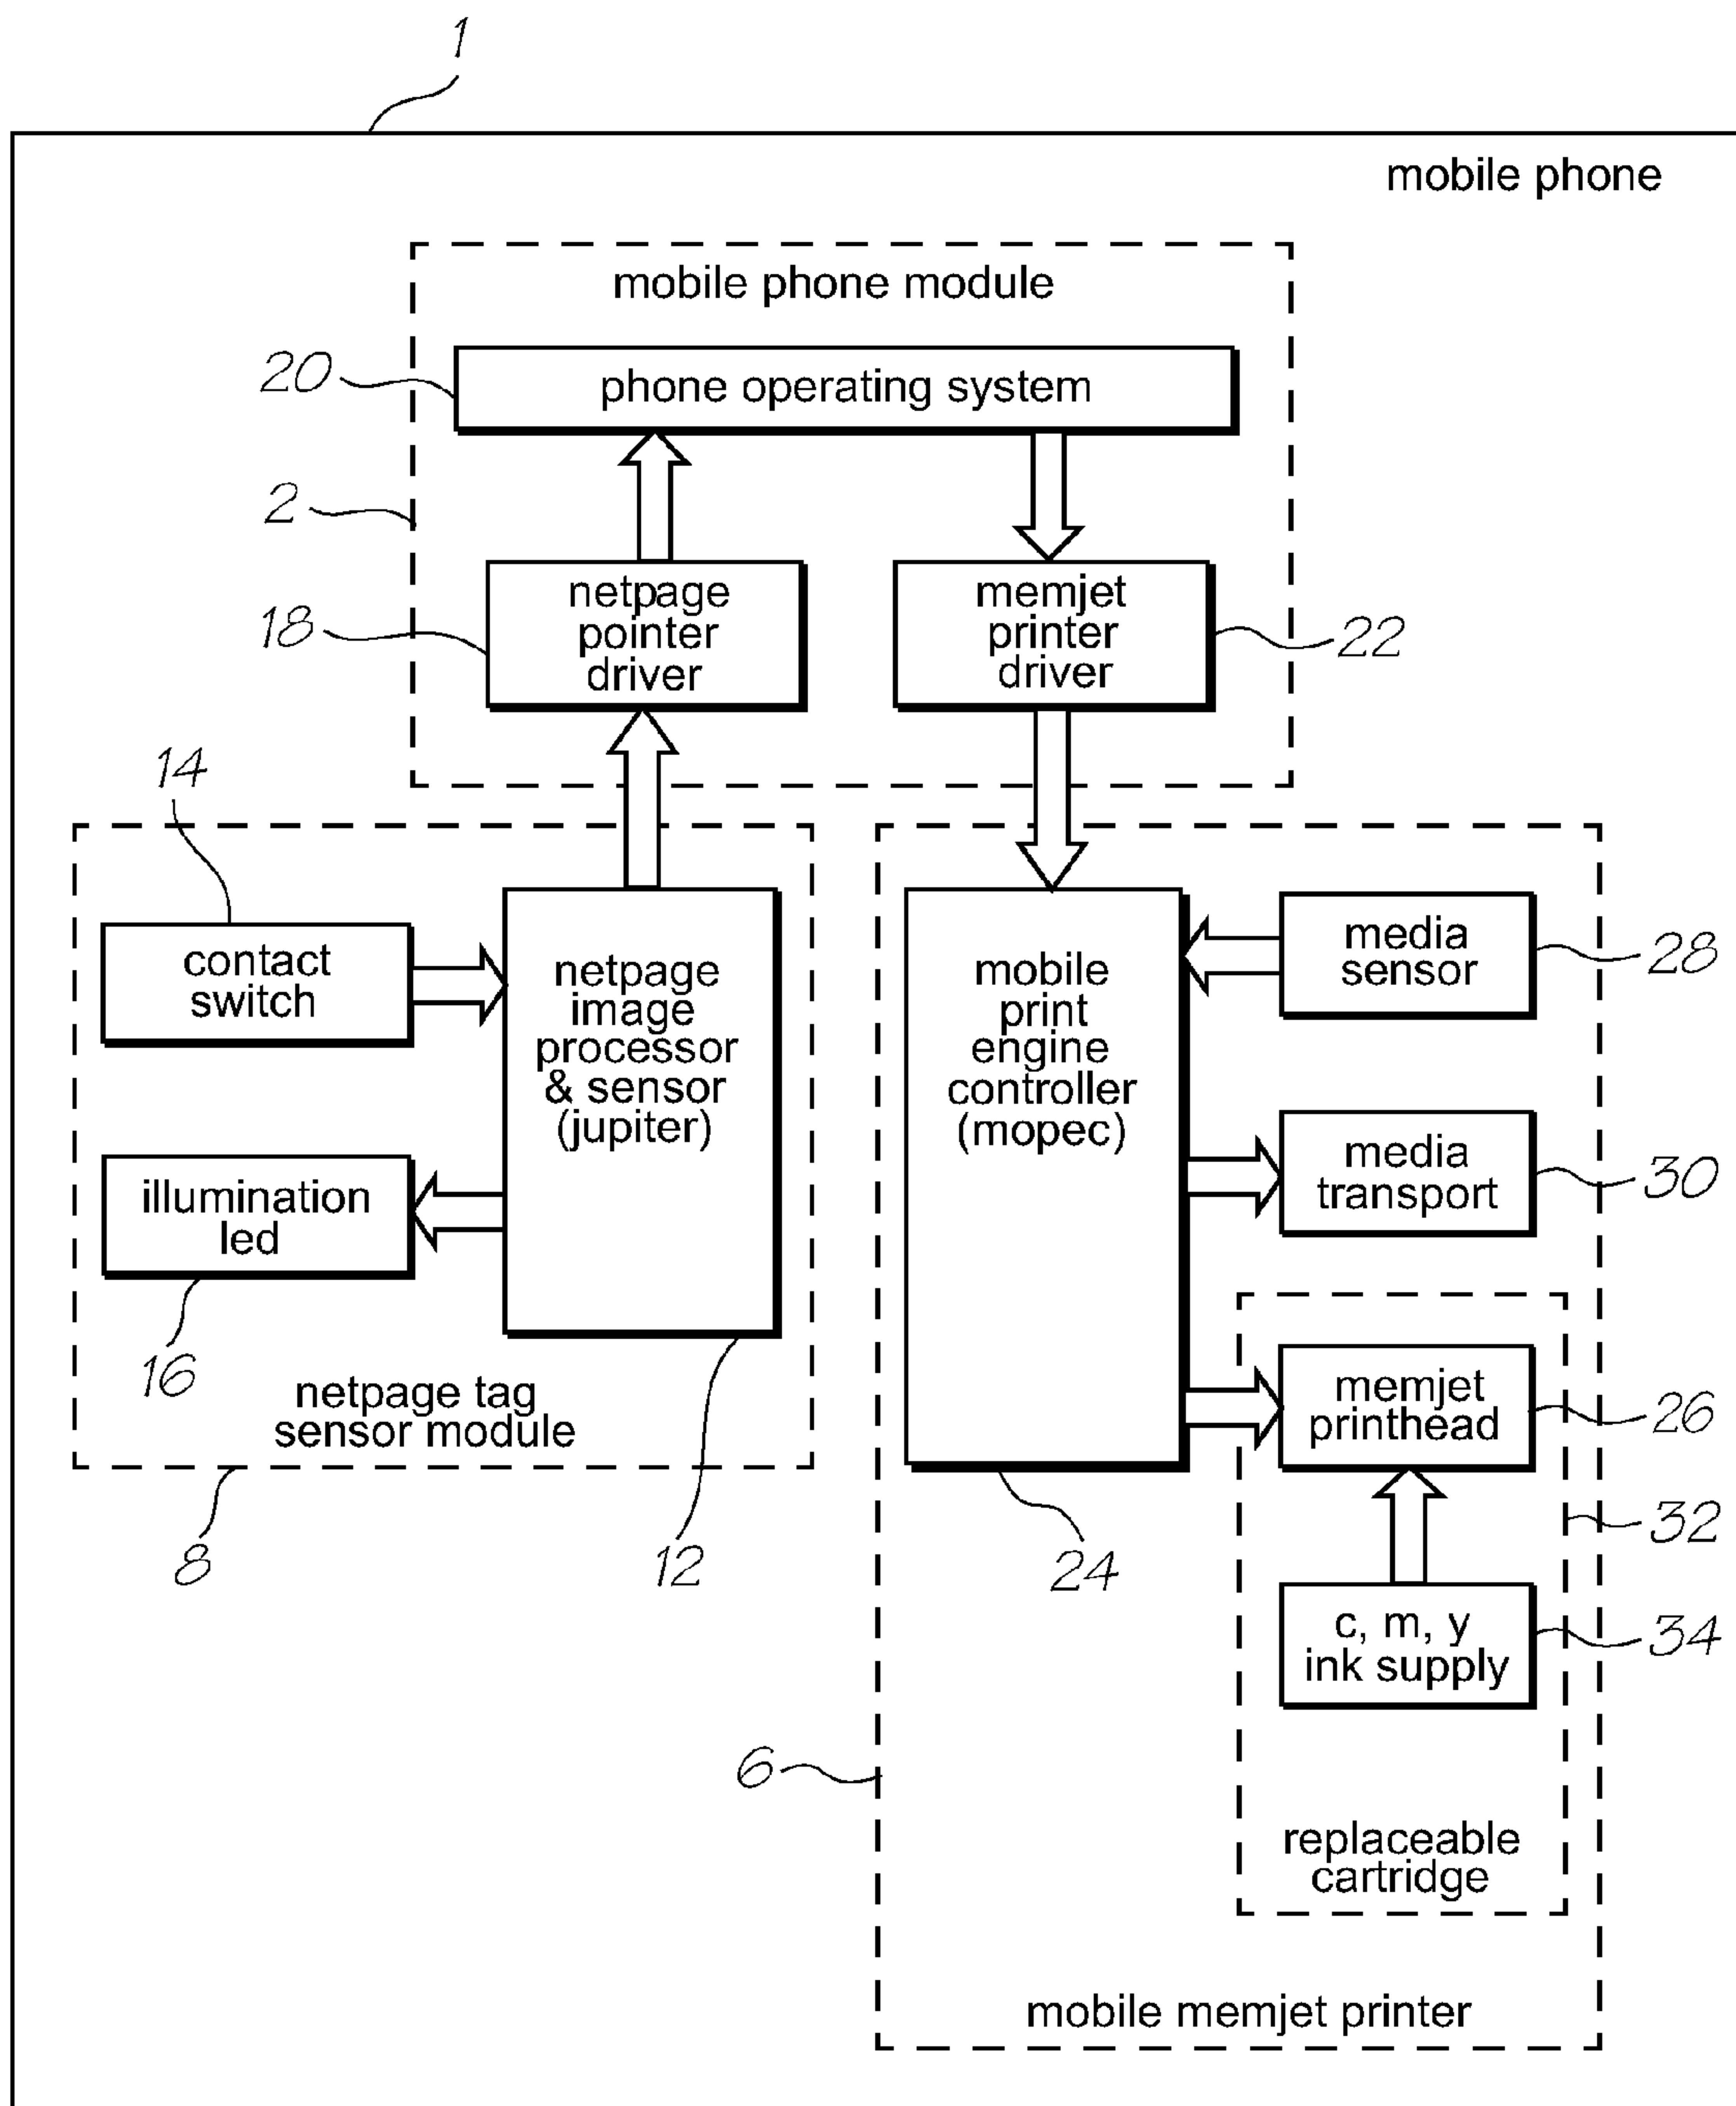 1
mobile phone
mobile phone module
20
phone operating system
2
18
netpage
pointer
driver
memjet
printer
driver
22
14
contact
switch
netpage
image
processor
& sensor
(jupiter)
illumination
led
16
netpage tag
sensor module
8
12
mobile
print
engine
controller
(mopec)
media
sensor
28
media
transport
30
memjet
printhead
26
32
24
c, m, y
ink supply
34
6
replaceable
cartridge
mobile memjet printer